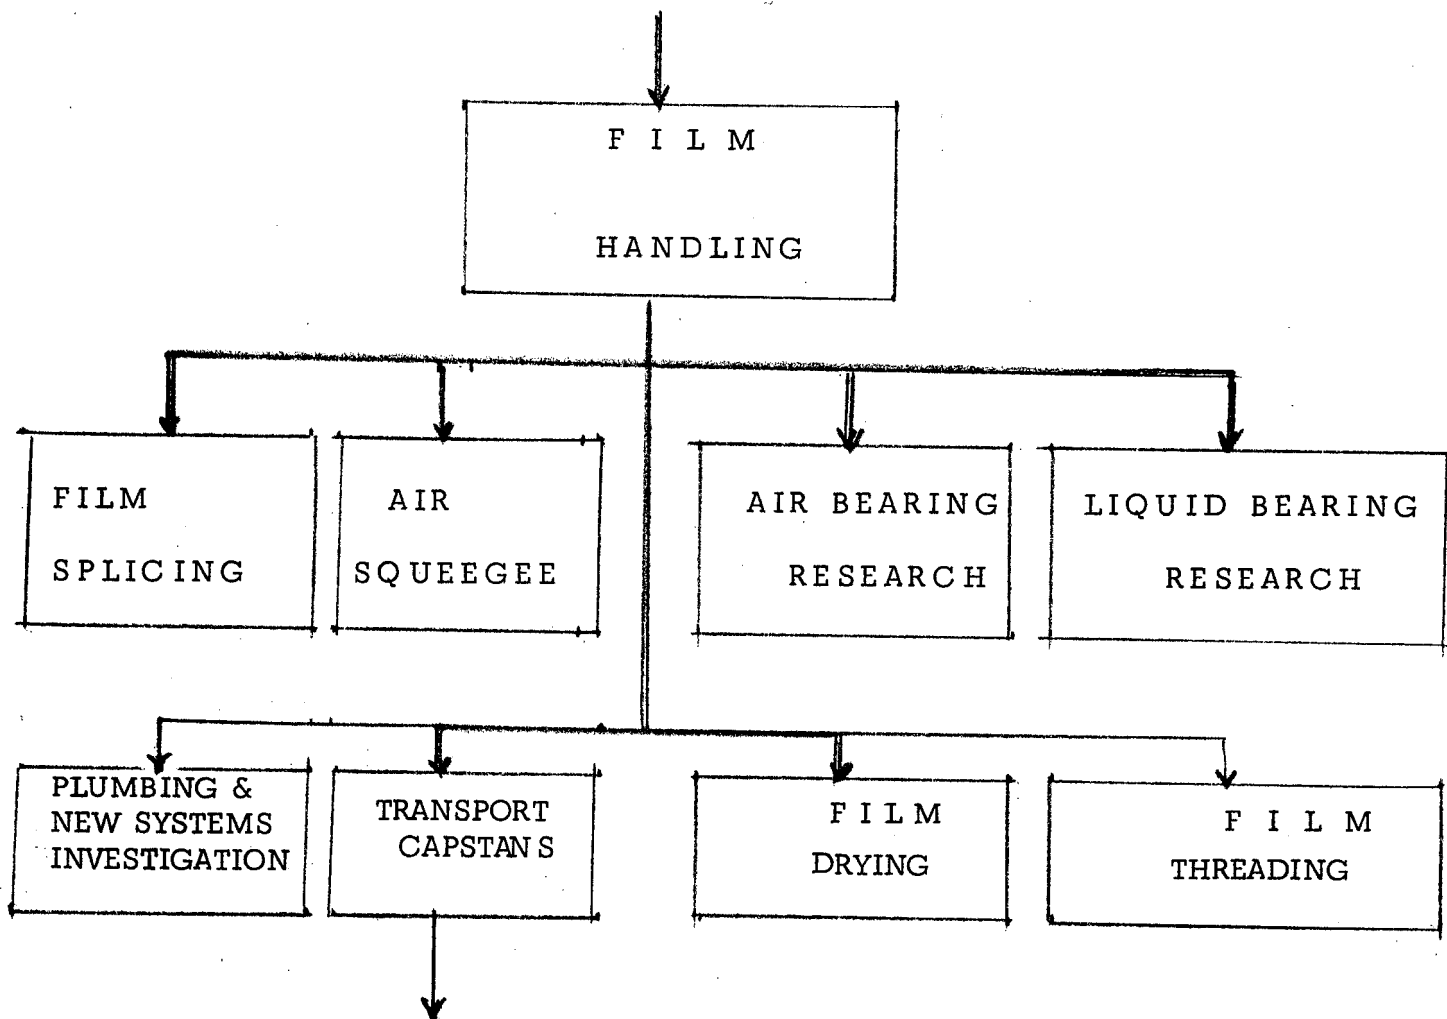 FILM
HANDLING
FILM
SPLICING
AIR
SQUEEGEE
AIR BEARING
RESEARCH
LIQUID BEARING
RESEARCH
PLUMBING &
NEW SYSTEMS
INVESTIGATION
TRANSPORT
CAPSTANS
FILM
DRYING
FILM
THREADING